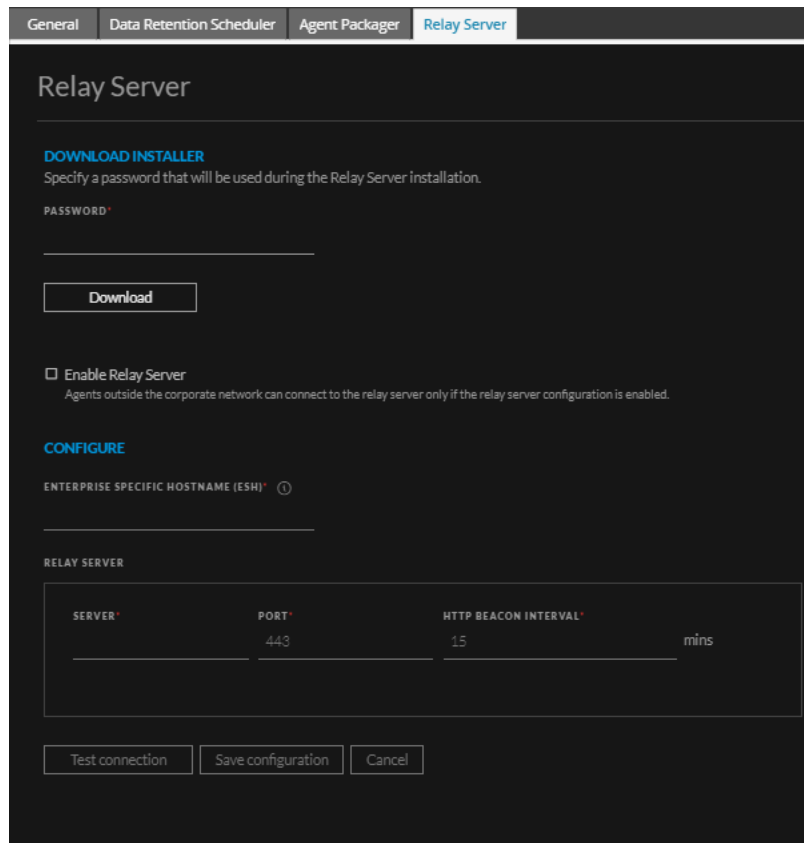 General Data Retention Scheduler Agent Packager Relay Server
Relay Server
DOWNLOAD INSTALLER
Specify a password that will be used during the Relay Server installation.
PASSWORD*
Download
Enable Relay Server
Agents outside the corporate network can connect to the relay server only if the relay server configuration is enabled.
CONFIGURE
ENTERPRISE SPECIFIC HOSTNAME (ESH)*
RELAY SERVER
SERVER* PORT* HTTP BEACON INTERVAL*
443 15 mins
Test connection Save configuration Cancel